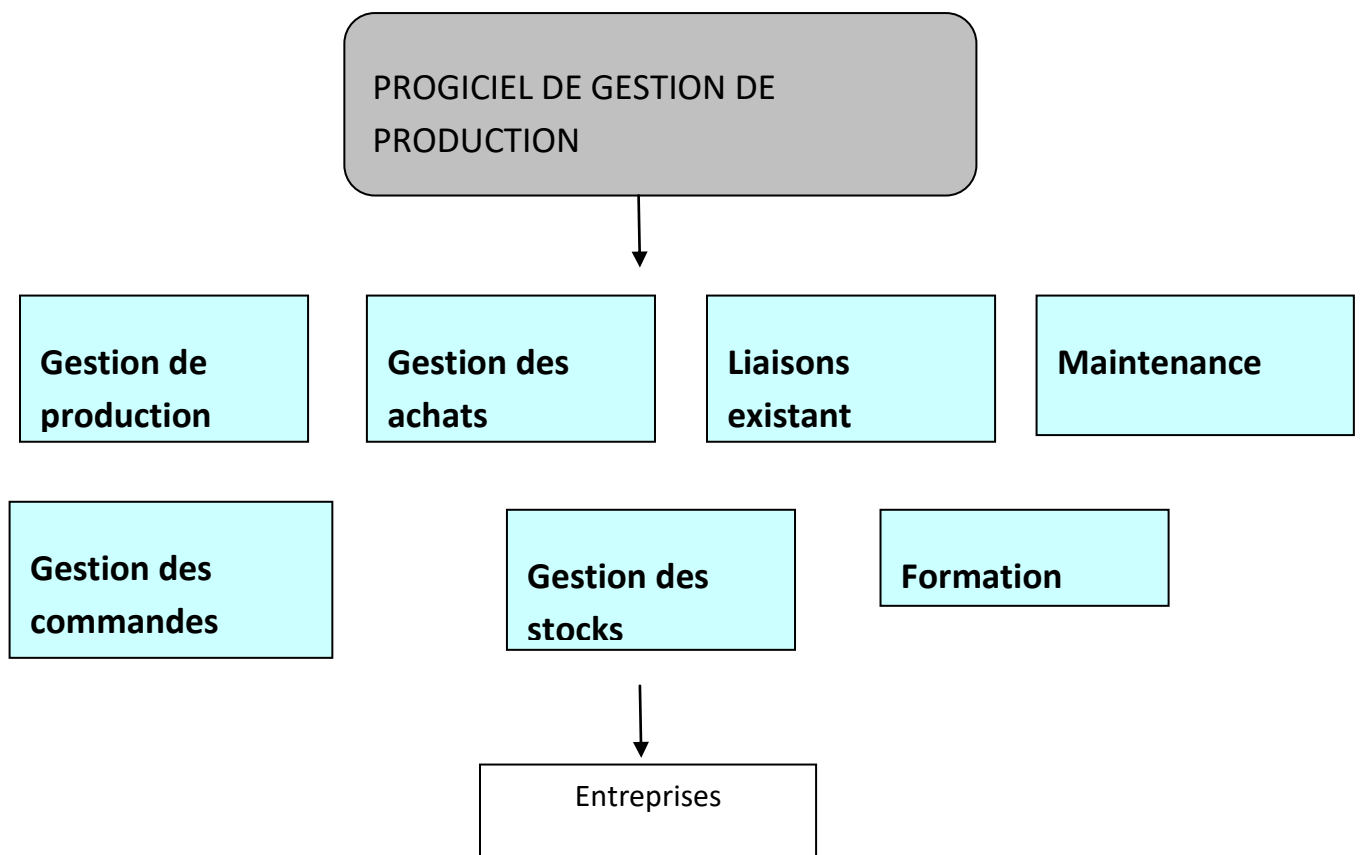 PROGICIEL DE GESTION DE
PRODUCTION
Gestion de
production
Gestion des
achats
Liaisons
existant
Maintenance
Gestion des
commandes
Gestion des
stocks
Formation
Entreprises